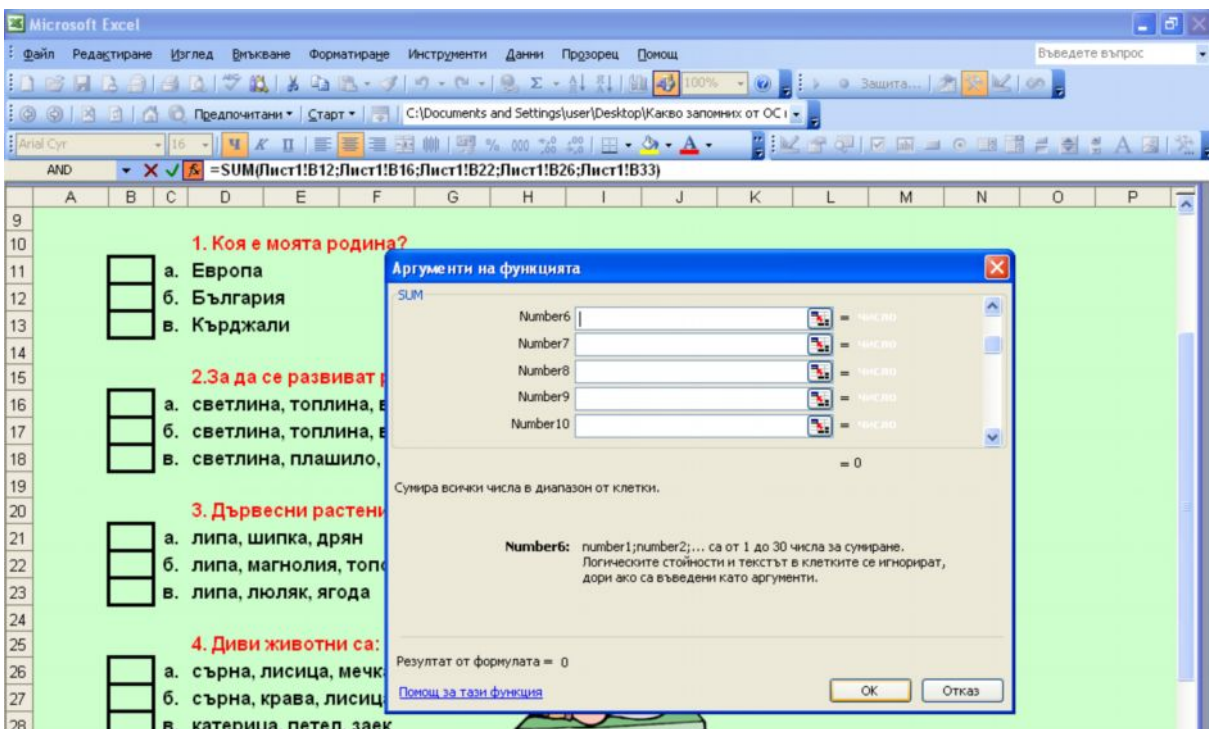 Microsoft Excel
Файл Редактиране Изглед Вмъкване Форматиране Инструменти Данни Прозорец Помощ Въведете въпрос
100% Защита...
Предпочитани Старт C:\Documents and Settings\user\Desktop\Какво запомних от ОС
Arial Cyr 16 Ч К П % 000
AND =SUM(Лист1!B12;Лист1!B16;Лист1!B22;Лист1!B26;Лист1!B33)
A B C D E F G H I J K L M N O P
9
10 1. Коя е моята родина?
11 а. Европа
12 б. България
13 в. Кърджали
14
15 2.За да се развиват
16 а. светлина, топлина,
17 б. светлина, топлина,
18 в. светлина, плашило,
19
20 3. Дървесни
21 а. липа, шипка, дрян
22 б. липа, магнолия,
23 в. липа, люляк, ягода
24
25 4. Диви животни са:
26 а. сърна, лисица,
27 б. сърна, крава,
28 в. катерица, петел, заек
Аргументи на функцията
SUM
Number6 = число
Number7 = число
Number8 = число
Number9 = число
Number10 = число
= 0
Сумира всички числа в диапазон от клетки.
Number6: number1;number2;... са от 1 до 30 числа за сумиране.
Логическите стойности и текстът в клетките се игнорират,
дори ако са въведени като аргументи.
Резултат от формулата = 0
Помощ за тази функция
OK Отказ